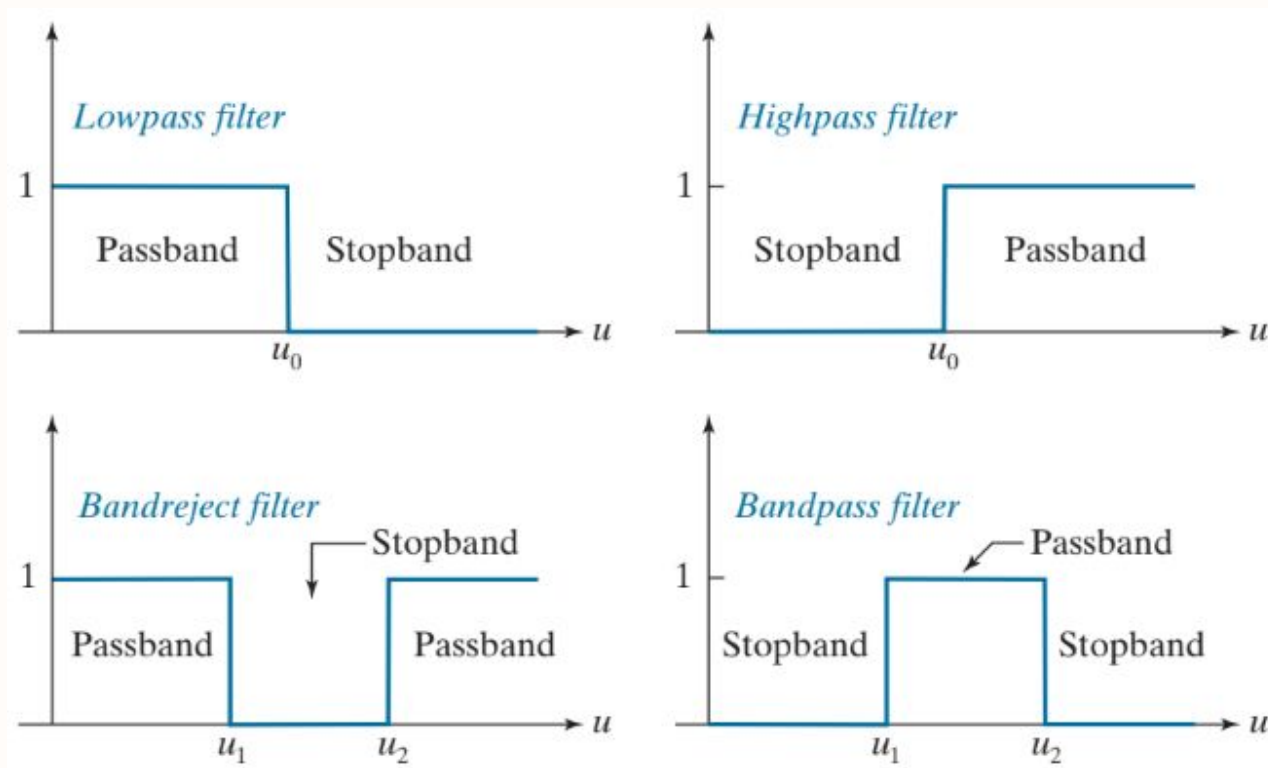 Lowpass filter
1
Passband
Stopband
u
u₀
Highpass filter
1
Stopband
Passband
u
u₀
Bandreject filter
Stopband
1
Passband
Passband
u
u₁
u₂
Bandpass filter
Passband
1
Stopband
Stopband
u
u₁
u₂